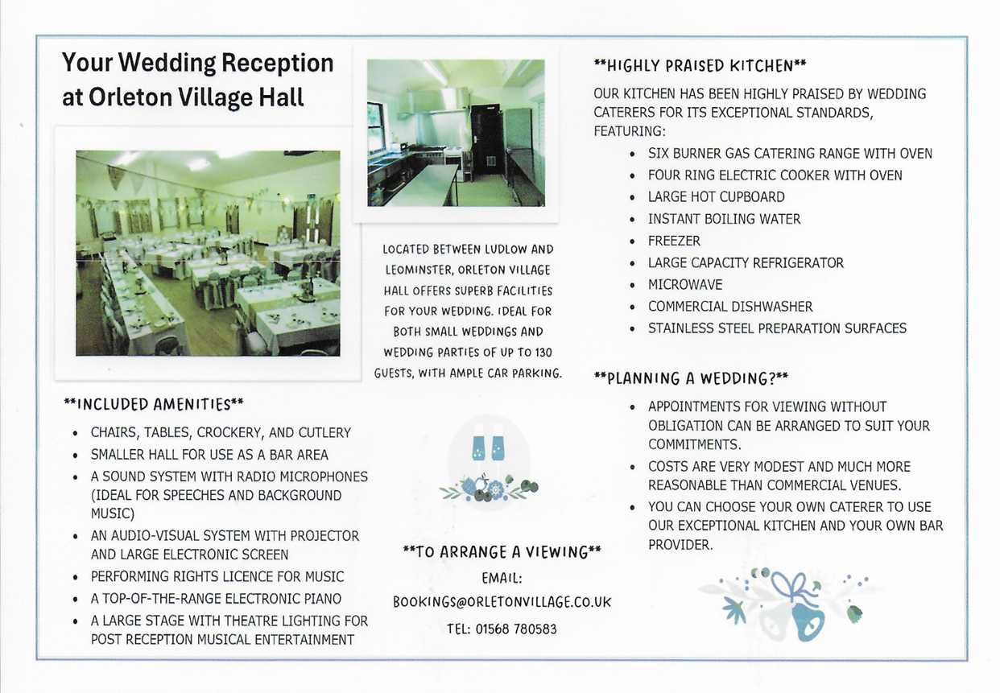 Your Wedding Reception
at Orleton Village Hall
LOCATED BETWEEN LUDLOW AND
LEOMINSTER, ORLETON VILLAGE
HALL OFFERS SUPERB FACILITIES
FOR YOUR WEDDING. IDEAL FOR
BOTH SMALL WEDDINGS AND
WEDDING PARTIES OF UP TO 130
GUESTS, WITH AMPLE CAR PARKING.
**INCLUDED AMENITIES**
• CHAIRS, TABLES, CROCKERY, AND CUTLERY
• SMALLER HALL FOR USE AS A BAR AREA
• A SOUND SYSTEM WITH RADIO MICROPHONES
(IDEAL FOR SPEECHES AND BACKGROUND
MUSIC)
• AN AUDIO-VISUAL SYSTEM WITH PROJECTOR
AND LARGE ELECTRONIC SCREEN
• PERFORMING RIGHTS LICENCE FOR MUSIC
• A TOP-OF-THE-RANGE ELECTRONIC PIANO
• A LARGE STAGE WITH THEATRE LIGHTING FOR
POST RECEPTION MUSICAL ENTERTAINMENT
**TO ARRANGE A VIEWING**
EMAIL:
BOOKINGS@ORLETONVILLAGE.CO.UK
TEL: 01568 780583
**HIGHLY PRAISED KITCHEN**
OUR KITCHEN HAS BEEN HIGHLY PRAISED BY WEDDING
CATERERS FOR ITS EXCEPTIONAL STANDARDS,
FEATURING:
• SIX BURNER GAS CATERING RANGE WITH OVEN
• FOUR RING ELECTRIC COOKER WITH OVEN
• LARGE HOT CUPBOARD
• INSTANT BOILING WATER
• FREEZER
• LARGE CAPACITY REFRIGERATOR
• MICROWAVE
• COMMERCIAL DISHWASHER
• STAINLESS STEEL PREPARATION SURFACES
**PLANNING A WEDDING?**
• APPOINTMENTS FOR VIEWING WITHOUT
OBLIGATION CAN BE ARRANGED TO SUIT YOUR
COMMITMENTS.
• COSTS ARE VERY MODEST AND MUCH MORE
REASONABLE THAN COMMERCIAL VENUES.
• YOU CAN CHOOSE YOUR OWN CATERER TO USE
OUR EXCEPTIONAL KITCHEN AND YOUR OWN BAR
PROVIDER.